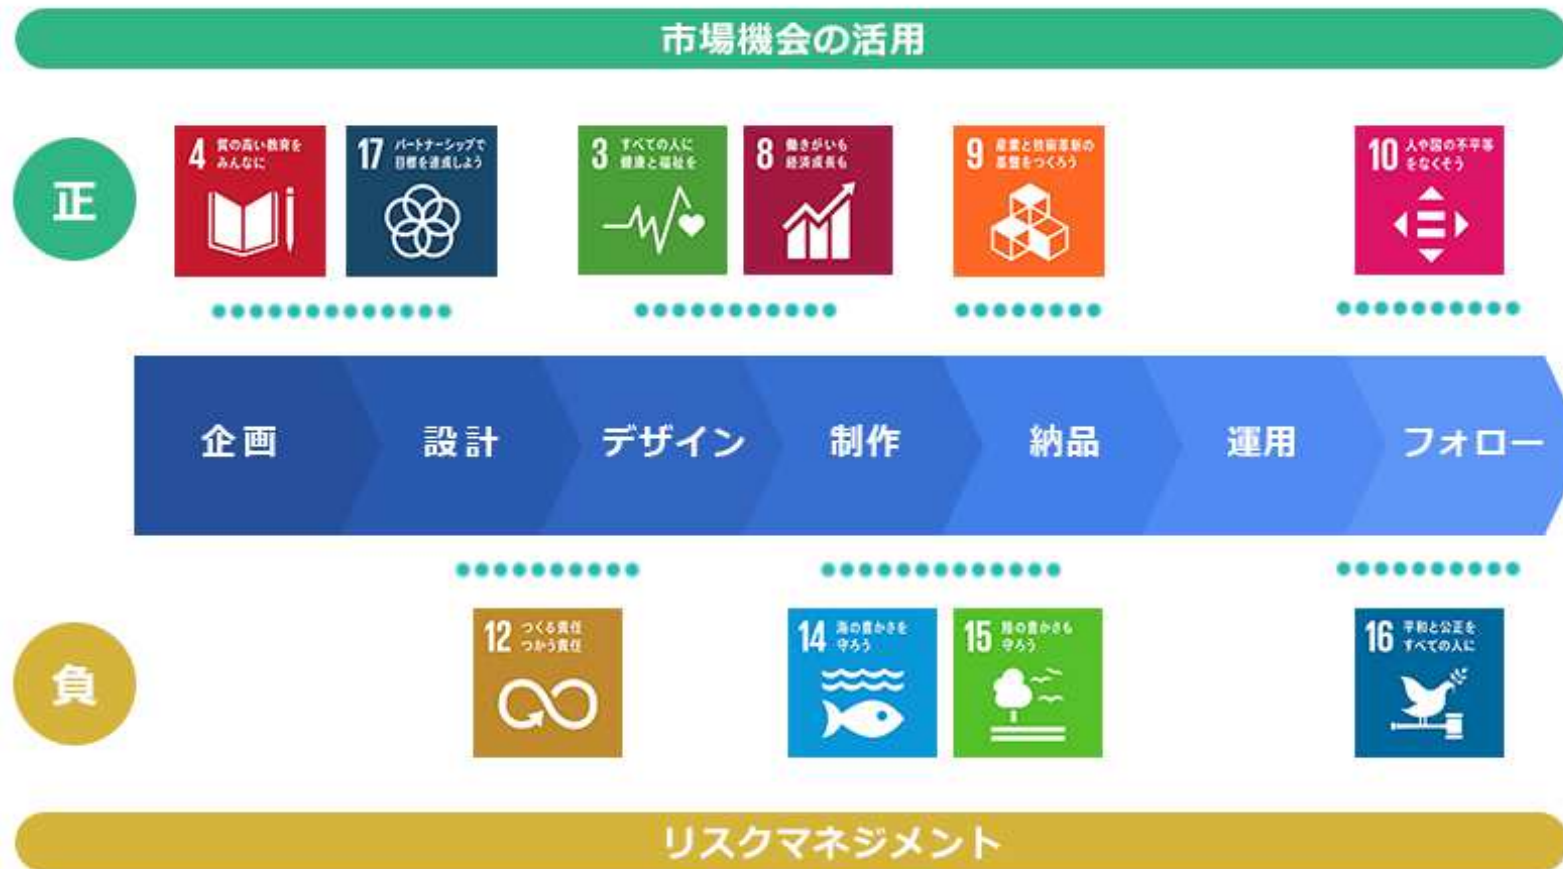 市場機会の活用
正
4 質の高い教育を
みんなに
17 パートナーシップで
目標を達成しよう
3 すべての人に
健康と福祉を
8 働きがいも
経済成長も
9 産業と技術革新の
基盤をつくろう
10 人や国の不平等
をなくそう
企画
設計
デザイン
制作
納品
運用
フォロー
負
12 つくる責任
つかう責任
14 海の豊かさを
守ろう
15 陸の豊かさも
守ろう
16 平和と公正を
すべての人に
リスクマネジメント